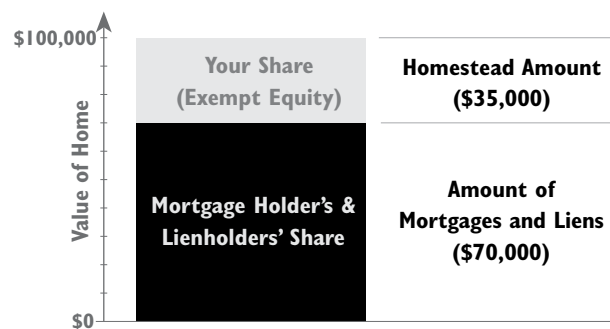 $100,000
Value of Home
$0
Your Share
(Exempt Equity)
Mortgage Holder’s &
Lienholders’ Share
Homestead Amount
($35,000)
Amount of
Mortgages and Liens
($70,000)